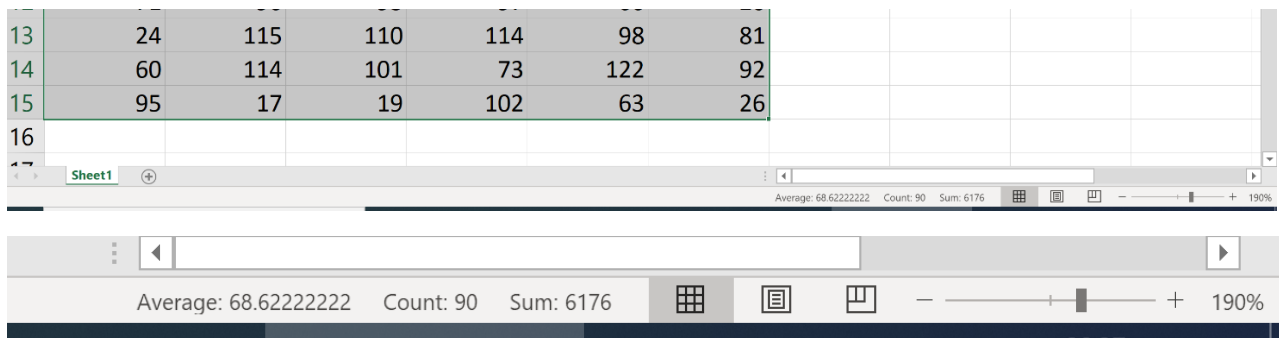 13 24 115 110 114 98 81
14 60 114 101 73 122 92
15 95 17 19 102 63 26
16
Sheet1
Average: 68.62222222 Count: 90 Sum: 6176 190%
Average: 68.62222222 Count: 90 Sum: 6176 190%